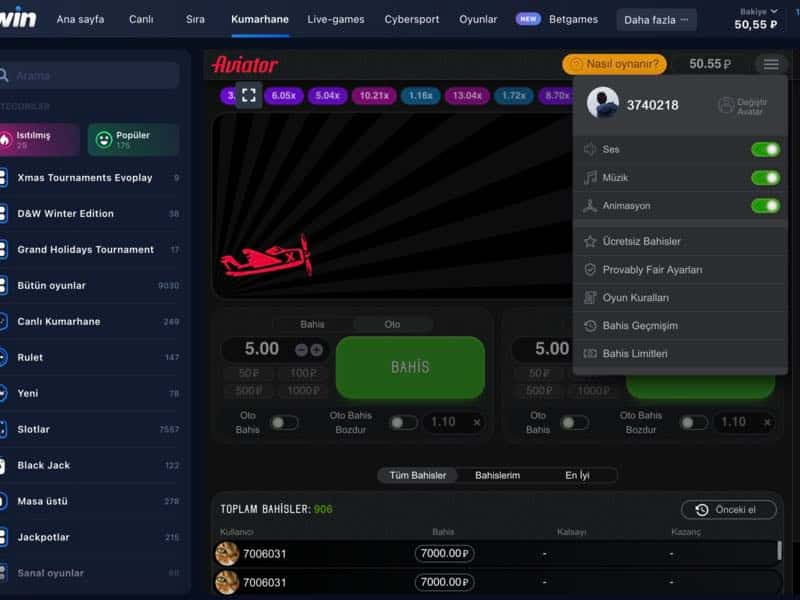 win
Ana sayfa
Canlı
Sıra
Kumarhane
Live-games
Cybersport
Oyunlar
NEW
Betgames
Daha fazla ···
Bakiye
50,55 ₽
Arama
Isıtılmış
29
Popüler
175
Xmas Tournaments Evoplay 9
D&W Winter Edition 38
Grand Holidays Tournament 17
Bütün oyunlar 9030
Canlı Kumarhane 249
Rulet 147
Yeni 78
Slotlar 7557
Black Jack 122
Masa üstü 278
Jackpotlar 215
Sanal oyunlar
Aviator
Nasıl oynanır?
50.55 ₽
6.05x 5.04x 10.21x 1.16x 13.04x 1.72x 8.70x
3740218
Değiştir
Avatar
Ses
Müzik
Animasyon
Ücretsiz Bahisler
Provably Fair Ayarları
Oyun Kuralları
Bahis Geçmişim
Bahis Limitleri
Bahis Oto
5.00
50₽ 100₽
500₽ 1000₽
BAHİS
Oto
Bahis
Oto Bahis
Bozdur
1.10 ×
5.00
50₽
500₽ 1000₽
Oto
Bahis
Oto Bahis
Bozdur
1.10 ×
Tüm Bahisler Bahislerim En İyi
TOPLAM BAHİSLER: 906
Önceki el
Kullanıcı Bahis Katsayı Kazanç
7006031 7000.00₽ - -
7006031 7000.00₽ - -